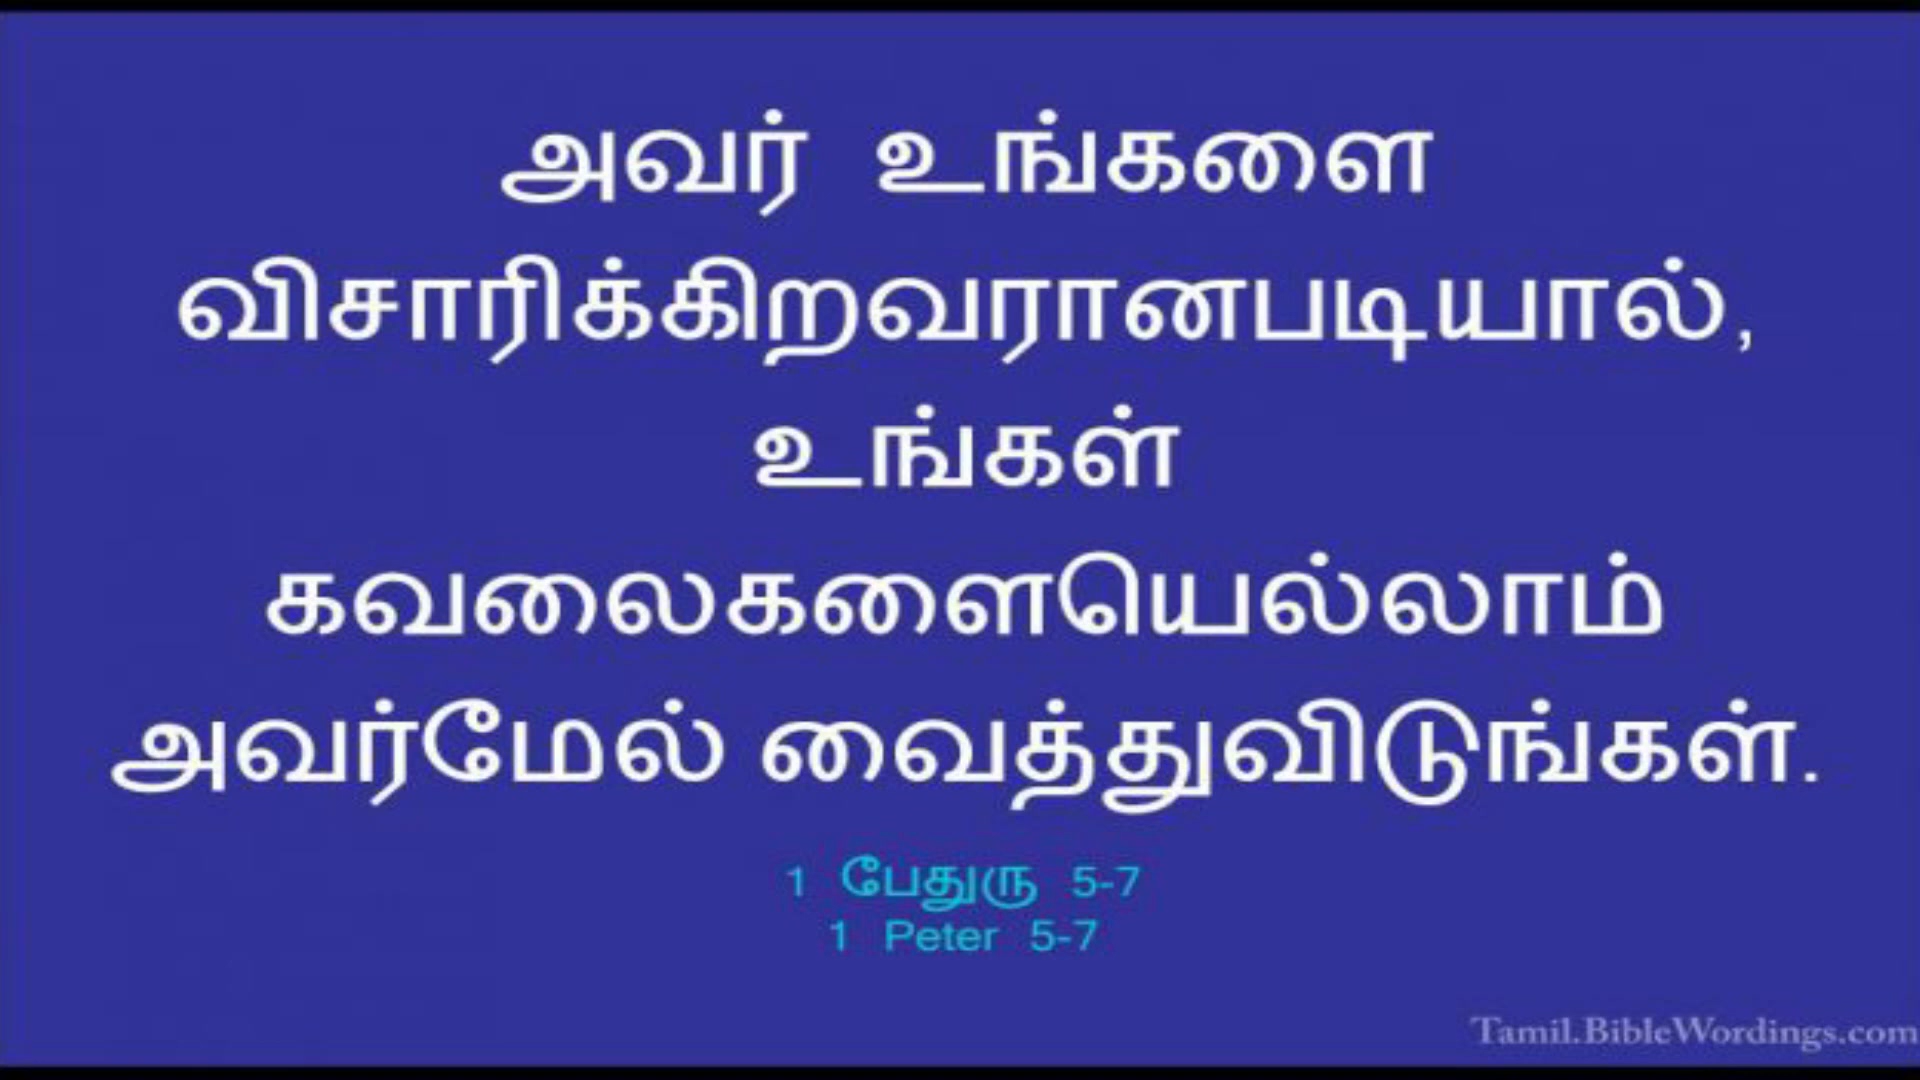 அவர் உங்களை
விசாரிக்கிறவரானபடியால்,
உங்கள்
கவலைகளையெல்லாம்
அவர்மேல் வைத்துவிடுங்கள்.
1 பேதுரு 5-7
1 Peter 5-7
Tamil.BibleWordings.com